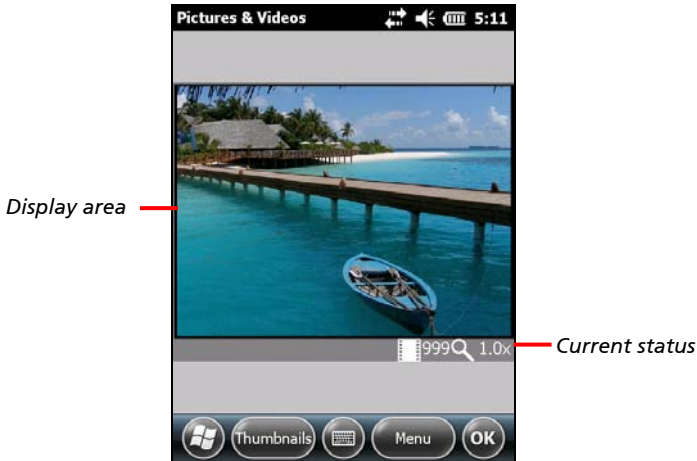 Pictures & Videos 5:11
Display area
999 1.0x
Current status
Thumbnails Menu OK